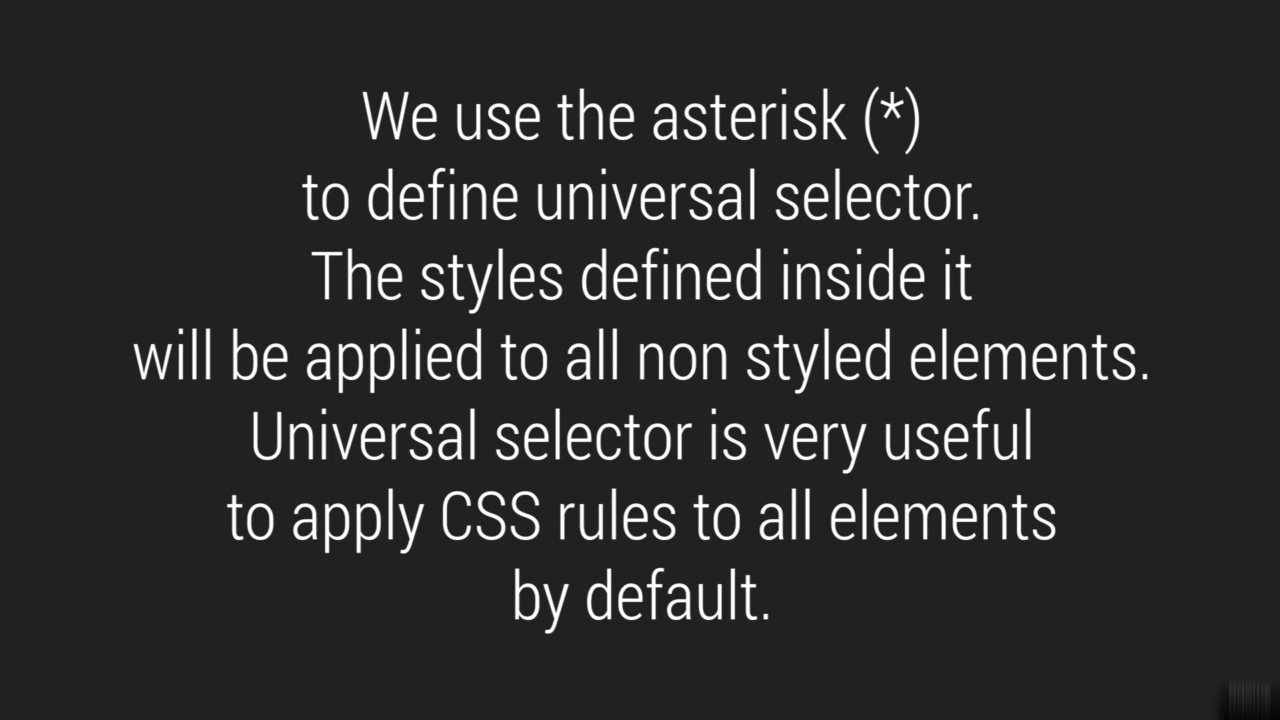 We use the asterisk (*)
to define universal selector.
The styles defined inside it
will be applied to all non styled elements.
Universal selector is very useful
to apply CSS rules to all elements
by default.